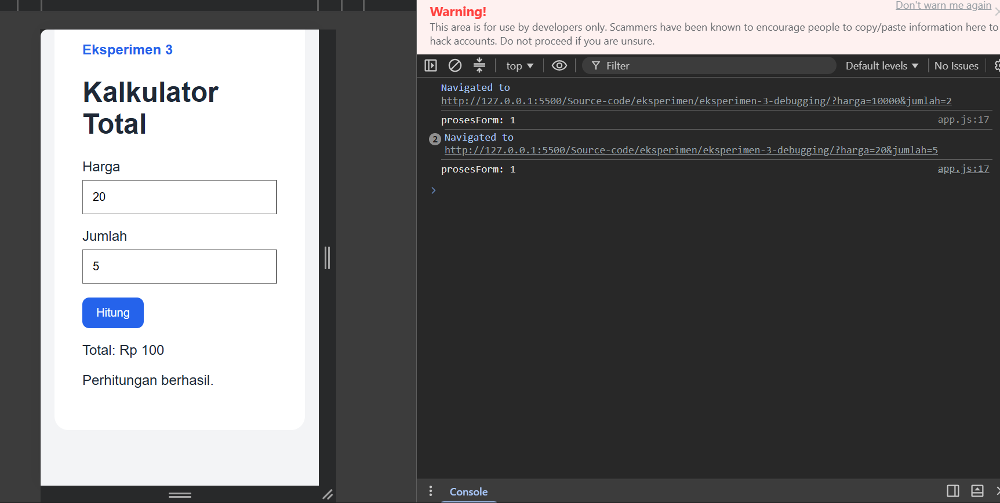 Eksperimen 3
Kalkulator
Total
Harga
20
Jumlah
5
Hitung
Total: Rp 100
Perhitungan berhasil.
Don't warn me again
Warning!
This area is for use by developers only. Scammers have been known to encourage people to copy/paste information here to
hack accounts. Do not proceed if you are unsure.
top
Filter
Default levels
No Issues
Navigated to
http://127.0.0.1:5500/Source-code/eksperimen/eksperimen-3-debugging/?harga=10000&jumlah=2
prosesForm: 1 app.js:17
2 Navigated to
http://127.0.0.1:5500/Source-code/eksperimen/eksperimen-3-debugging/?harga=20&jumlah=5
prosesForm: 1 app.js:17
Console